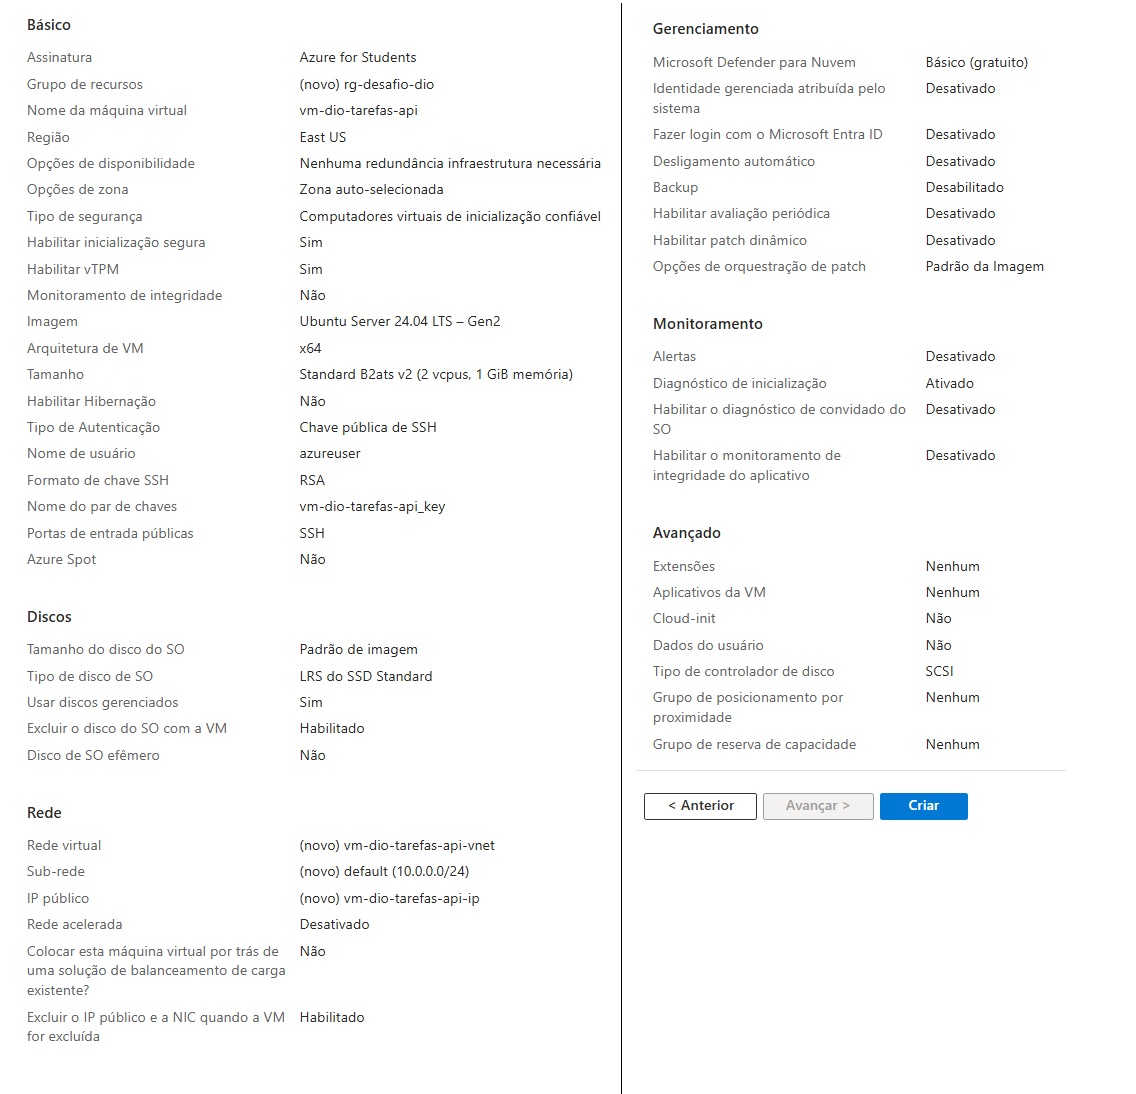 Básico
Assinatura Azure for Students
Grupo de recursos (novo) rg-desafio-dio
Nome da máquina virtual vm-dio-tarefas-api
Região East US
Opções de disponibilidade Nenhuma redundância infraestrutura necessária
Opções de zona Zona auto-selecionada
Tipo de segurança Computadores virtuais de inicialização confiável
Habilitar inicialização segura Sim
Habilitar vTPM Sim
Monitoramento de integridade Não
Imagem Ubuntu Server 24.04 LTS – Gen2
Arquitetura de VM x64
Tamanho Standard B2ats v2 (2 vcpus, 1 GiB memória)
Habilitar Hibernação Não
Tipo de Autenticação Chave pública de SSH
Nome de usuário azureuser
Formato de chave SSH RSA
Nome do par de chaves vm-dio-tarefas-api_key
Portas de entrada públicas SSH
Azure Spot Não
Discos
Tamanho do disco do SO Padrão de imagem
Tipo de disco de SO LRS do SSD Standard
Usar discos gerenciados Sim
Excluir o disco do SO com a VM Habilitado
Disco de SO efêmero Não
Rede
Rede virtual (novo) vm-dio-tarefas-api-vnet
Sub-rede (novo) default (10.0.0.0/24)
IP público (novo) vm-dio-tarefas-api-ip
Rede acelerada Desativado
Colocar esta máquina virtual por trás de Não
uma solução de balanceamento de carga
existente?
Excluir o IP público e a NIC quando a VM Habilitado
for excluída
Gerenciamento
Microsoft Defender para Nuvem Básico (gratuito)
Identidade gerenciada atribuída pelo Desativado
sistema
Fazer login com o Microsoft Entra ID Desativado
Desligamento automático Desativado
Backup Desabilitado
Habilitar avaliação periódica Desativado
Habilitar patch dinâmico Desativado
Opções de orquestração de patch Padrão da Imagem
Monitoramento
Alertas Desativado
Diagnóstico de inicialização Ativado
Habilitar o diagnóstico de convidado do Desativado
SO
Habilitar o monitoramento de Desativado
integridade do aplicativo
Avançado
Extensões Nenhum
Aplicativos da VM Nenhum
Cloud-init Não
Dados do usuário Não
Tipo de controlador de disco SCSI
Grupo de posicionamento por Nenhum
proximidade
Grupo de reserva de capacidade Nenhum
< Anterior Avançar > Criar